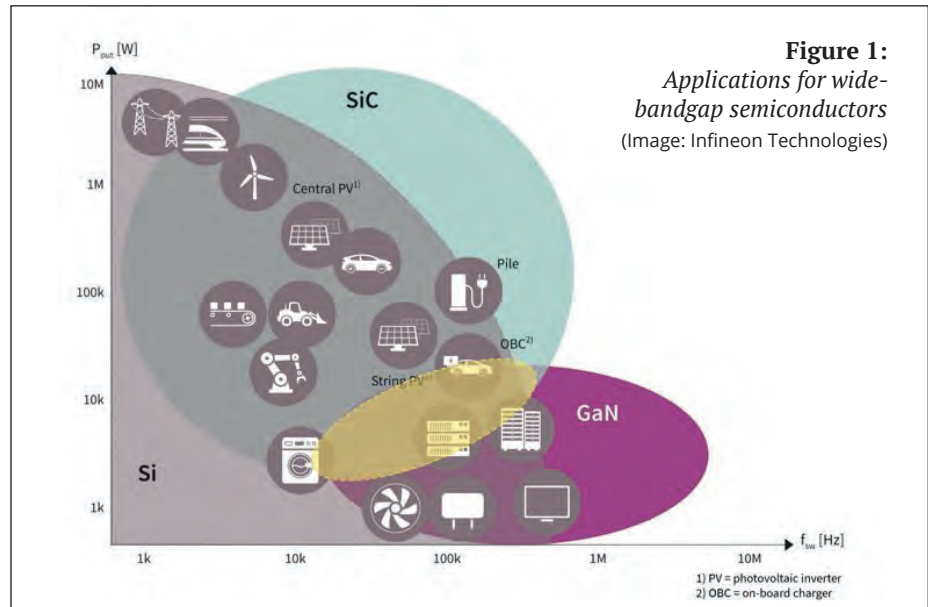 Figure 1:
Applications for wide-
bandgap semiconductors
(Image: Infineon Technologies)
P_out [W]
10M
1M
100k
10k
1k
SiC
Central PV¹⁾
Pile
OBC²⁾
String PV¹⁾
GaN
Si
1k
10k
100k
1M
10M
f_sw [Hz]
1) PV = photovoltaic inverter
2) OBC = on-board charger